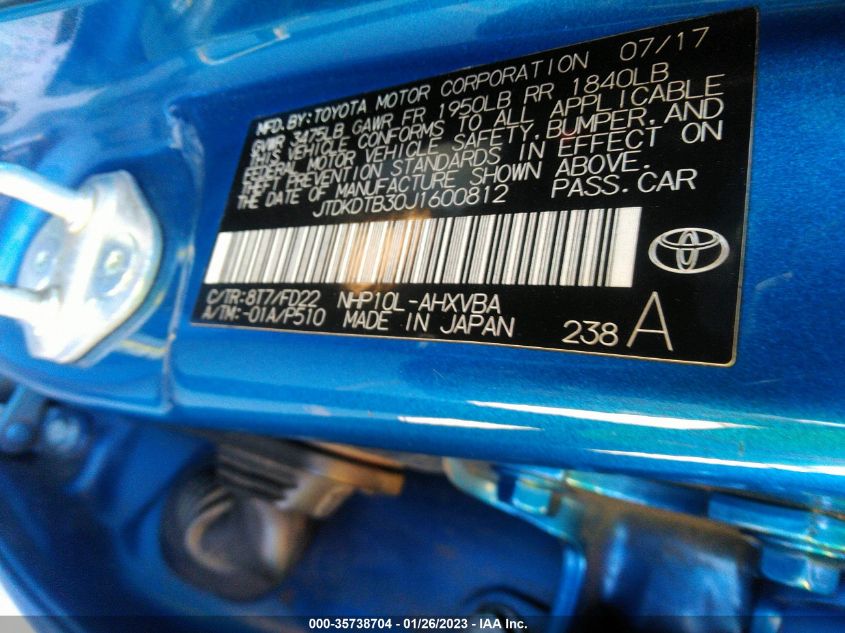 MFD. BY: TOYOTA MOTOR CORPORATION 07/17
GVWR 3475LB GAWR FR 1950LB RR 1840LB
THIS VEHICLE CONFORMS TO ALL APPLICABLE
FEDERAL MOTOR VEHICLE SAFETY, BUMPER, AND
THEFT PREVENTION STANDARDS IN EFFECT ON
THE DATE OF MANUFACTURE SHOWN ABOVE.
JTDKDTB30J1600812 PASS. CAR
C/TR: 8T7/FD22 NHP10L-AHXVBA
A/TM: -01A/P510 MADE IN JAPAN 238 A
000-35738704 - 01/26/2023 - IAA Inc.